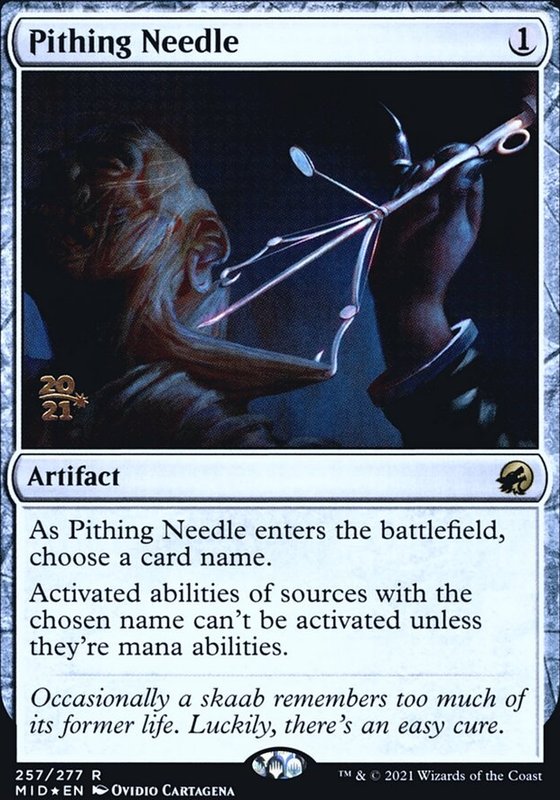 Pithing Needle 1
20
21
Artifact
As Pithing Needle enters the battlefield,
choose a card name.
Activated abilities of sources with the
chosen name can't be activated unless
they're mana abilities.
Occasionally a skaab remembers too much of
its former life. Luckily, there's an easy cure.
257/277 R
™ & © 2021 Wizards of the Coast
MID★EN Ovidio Cartagena